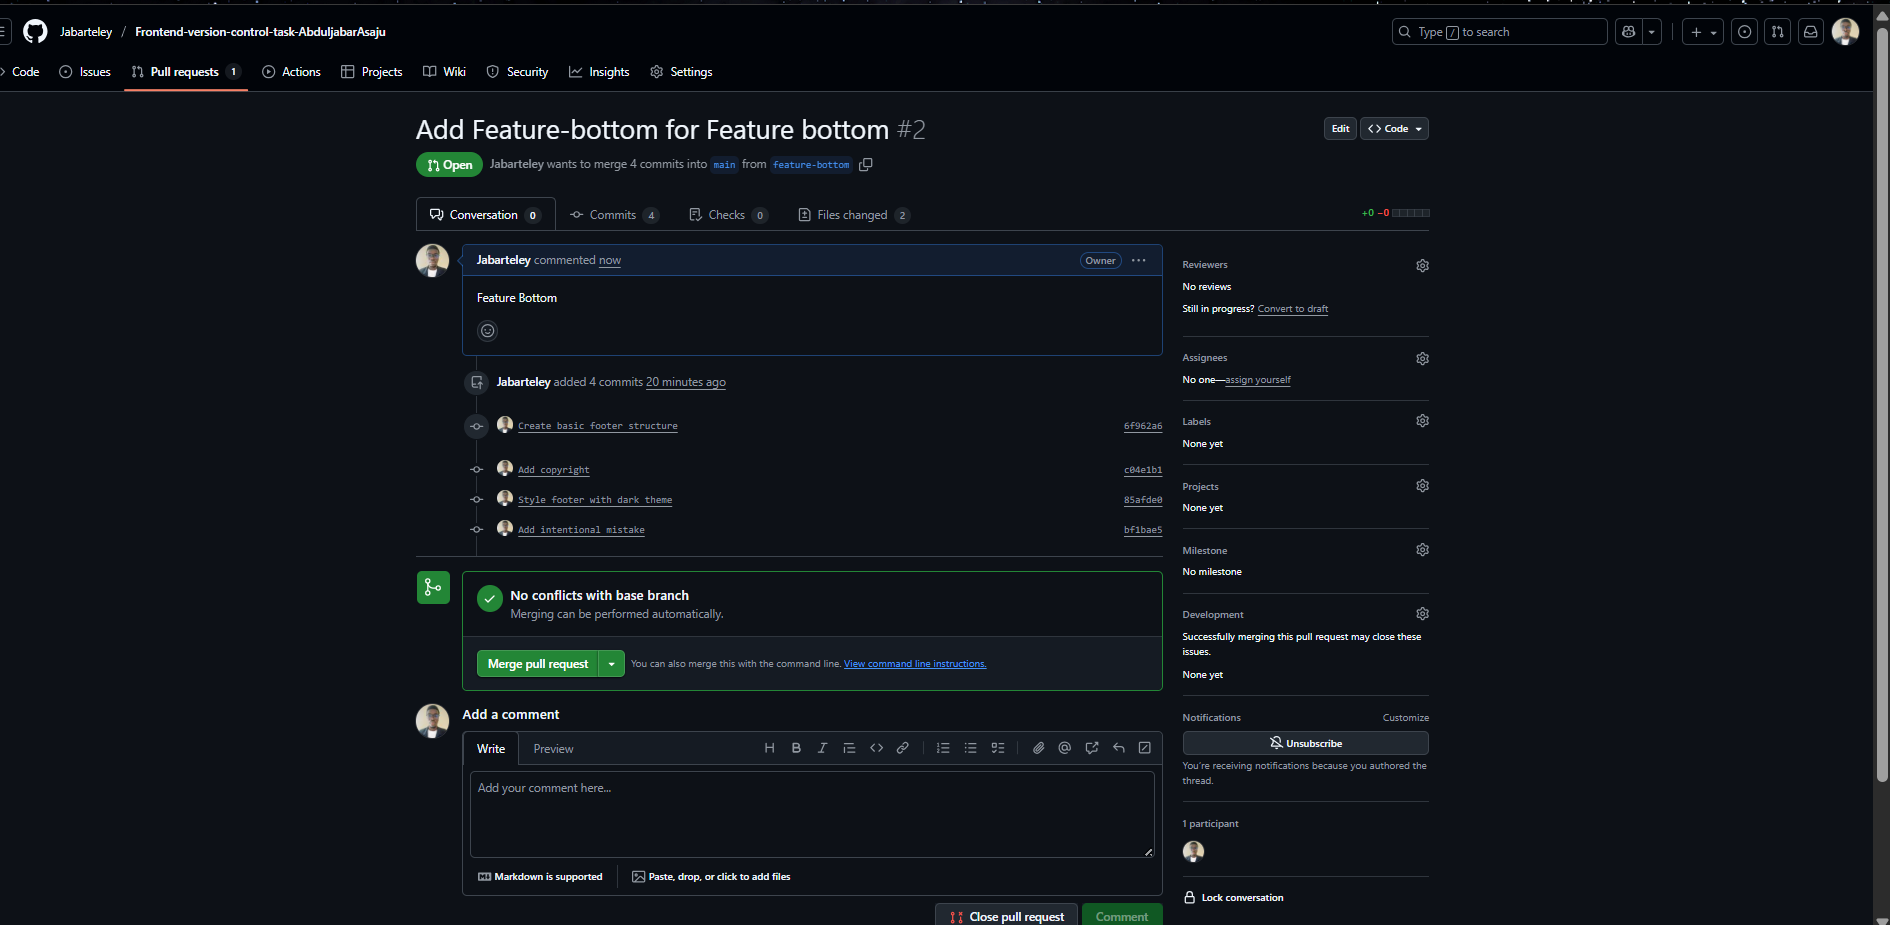 Jabarteley / Frontend-version-control-task-AbduljabarAsaju
Type / to search
Code
Issues
Pull requests 1
Actions
Projects
Wiki
Security
Insights
Settings
Add Feature-bottom for Feature bottom #2
Edit
<> Code
Open
Jabarteley wants to merge 4 commits into main from feature-bottom
Conversation 0
Commits 4
Checks 0
Files changed 2
+0 −0
Jabarteley commented now
Owner
Feature Bottom
Jabarteley added 4 commits 20 minutes ago
Create basic footer structure
6f962a6
Add copyright
c04e1b1
Style footer with dark theme
85afde0
Add intentional mistake
bf1bae5
No conflicts with base branch
Merging can be performed automatically.
Merge pull request
You can also merge this with the command line. View command line instructions.
Add a comment
Write
Preview
Add your comment here...
Markdown is supported
Paste, drop, or click to add files
Close pull request
Comment
Reviewers
No reviews
Still in progress? Convert to draft
Assignees
No one—assign yourself
Labels
None yet
Projects
None yet
Milestone
No milestone
Development
Successfully merging this pull request may close these
issues.
None yet
Notifications
Customize
Unsubscribe
You're receiving notifications because you authored the
thread.
1 participant
Lock conversation